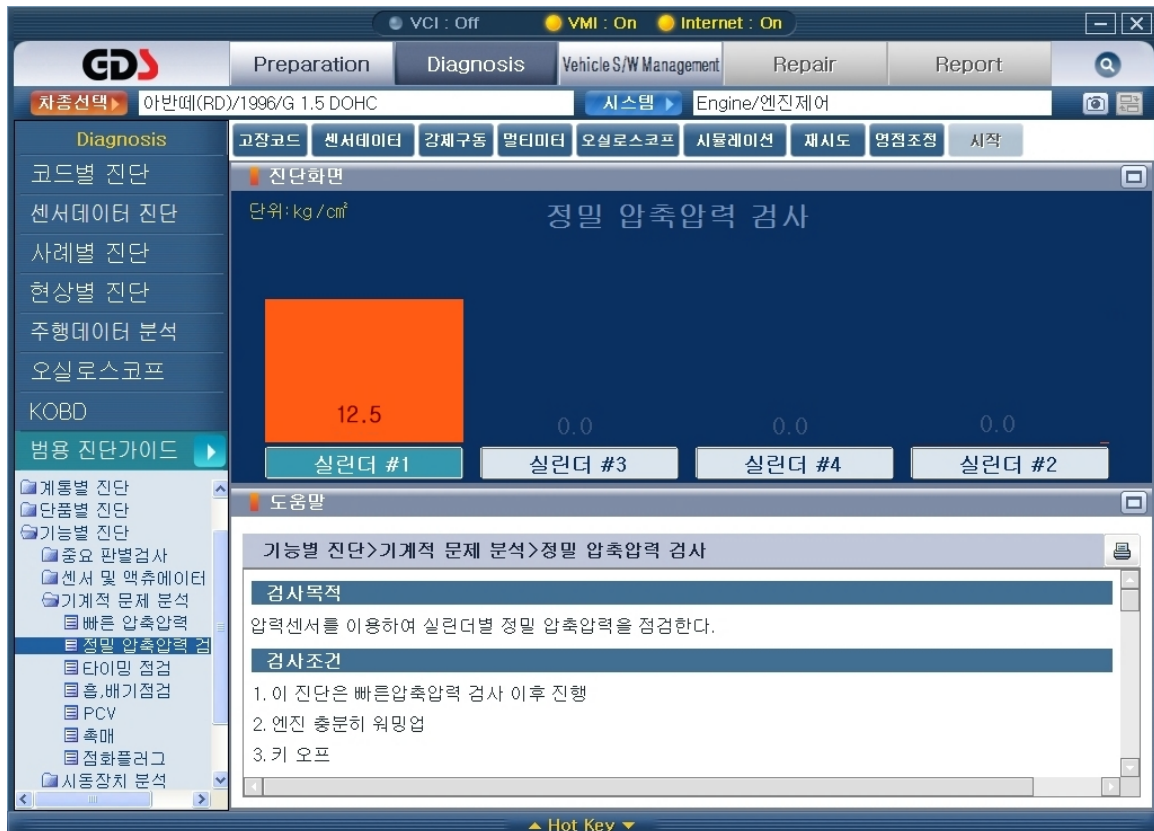 VCI : Off VMI : On Internet : On
GDS Preparation Diagnosis Vehicle S/W Management Repair Report
차종선택 아반떼(RD)/1996/G 1.5 DOHC 시스템 Engine/엔진제어
Diagnosis
고장코드 센서데이터 강제구동 멀티미터 오실로스코프 시뮬레이션 재시도 영점조정 시작
코드별 진단
센서데이터 진단
사례별 진단
현상별 진단
주행데이터 분석
오실로스코프
KOBD
범용 진단가이드
계통별 진단
단품별 진단
기능별 진단
중요 판별검사
센서 및 액츄에이터
기계적 문제 분석
빠른 압축압력
정밀 압축압력 검
타이밍 점검
흡,배기점검
PCV
촉매
점화플러그
시동장치 분석
진단화면
단위:kg/㎠ 정밀 압축압력 검사
12.5 0.0 0.0 0.0
실린더 #1 실린더 #3 실린더 #4 실린더 #2
도움말
기능별 진단>기계적 문제 분석>정밀 압축압력 검사
검사목적
압력센서를 이용하여 실린더별 정밀 압축압력을 점검한다.
검사조건
1. 이 진단은 빠른압축압력 검사 이후 진행
2. 엔진 충분히 워밍업
3. 키 오프
Hot Key